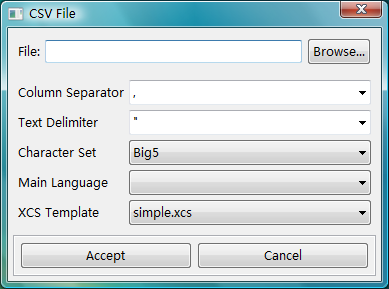 CSV File
File:
Browse...
Column Separator ,
Text Delimiter "
Character Set Big5
Main Language
XCS Template simple.xcs
Accept Cancel